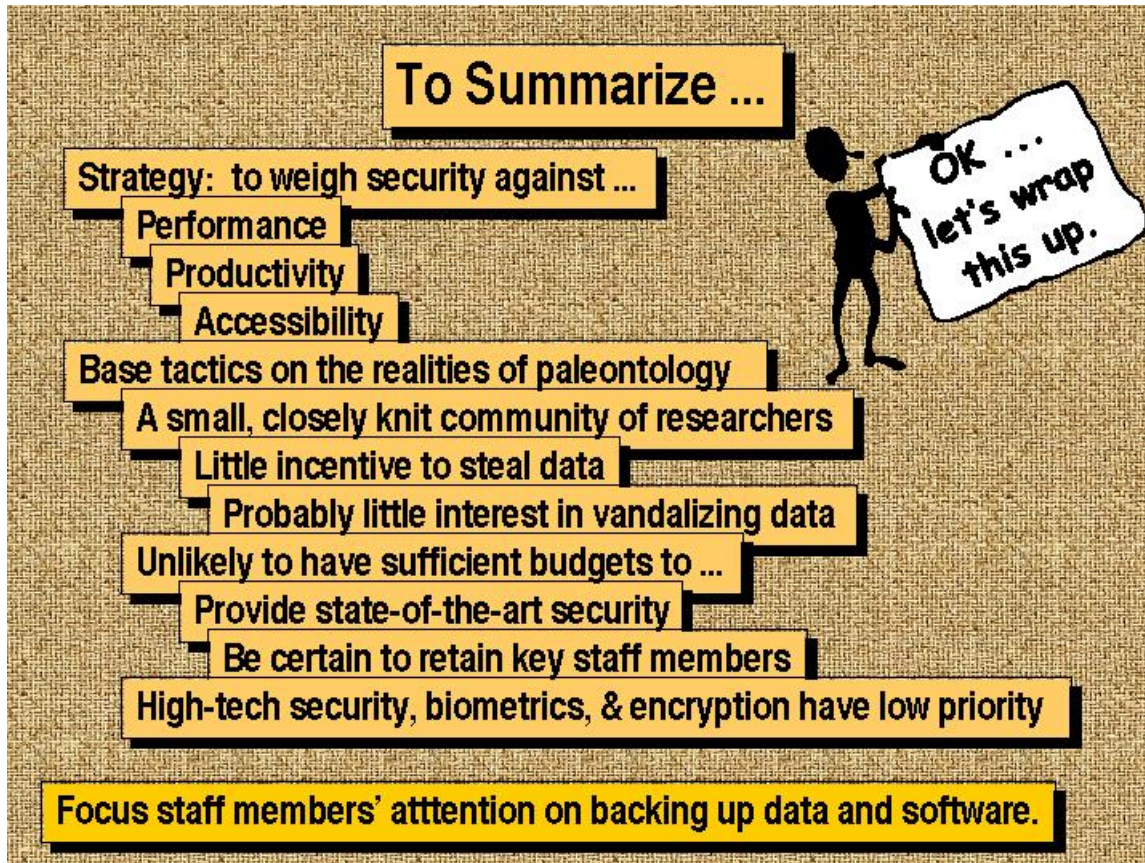 To Summarize ...
OK ...
let's wrap
this up.
Strategy:  to weigh security against ...
Performance
Productivity
Accessibility
Base tactics on the realities of paleontology
A small, closely knit community of researchers
Little incentive to steal data
Probably little interest in vandalizing data
Unlikely to have sufficient budgets to ...
Provide state-of-the-art security
Be certain to retain key staff members
High-tech security, biometrics, & encryption have low priority
Focus staff members’ atttention on backing up data and software.